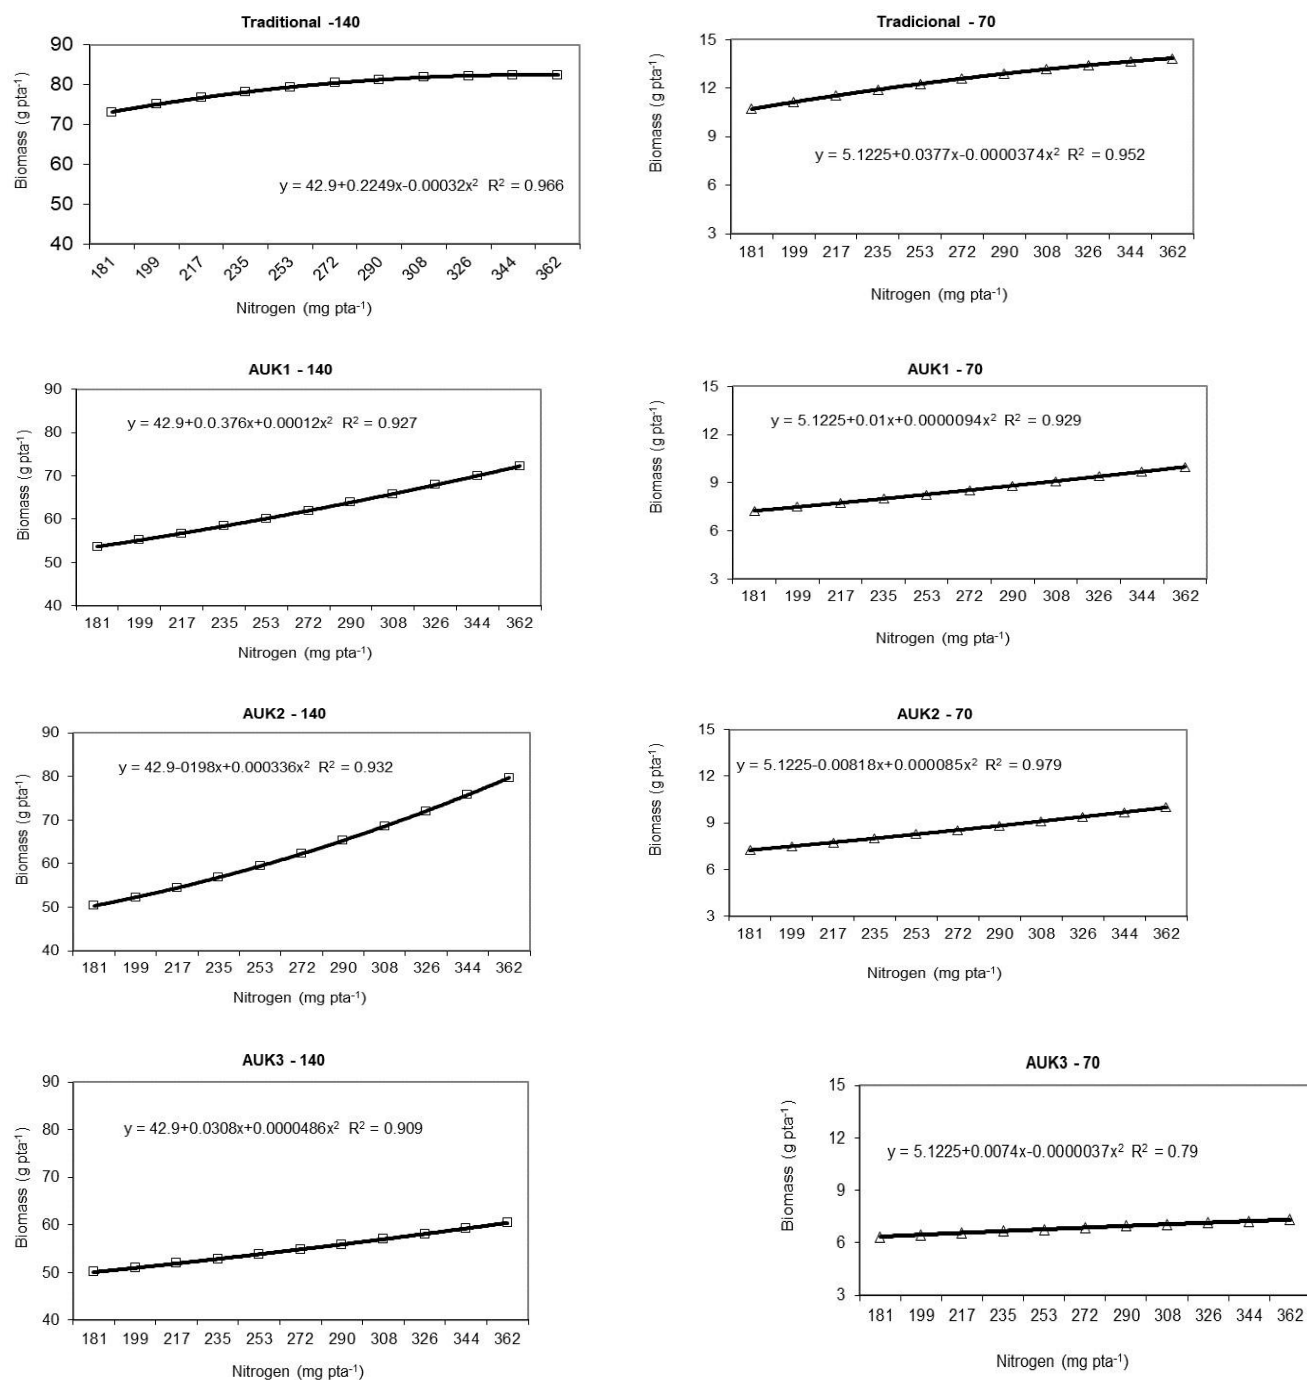 Traditional -140
Biomass (g pta⁻¹)
90
80
70
60
50
40
y = 42.9+0.2249x-0.00032x² R² = 0.966
181 199 217 235 253 272 290 308 326 344 362
Nitrogen (mg pta⁻¹)
Tradicional - 70
Biomass (g pta⁻¹)
15
12
9
6
3
y = 5.1225+0.0377x-0.0000374x² R² = 0.952
181 199 217 235 253 272 290 308 326 344 362
Nitrogen (mg pta⁻¹)
AUK1 - 140
Biomass (g pta⁻¹)
90
80
70
60
50
40
y = 42.9+0.0.376x+0.00012x² R² = 0.927
181 199 217 235 253 272 290 308 326 344 362
Nitrogen (mg pta⁻¹)
AUK1 - 70
Biomass (g pta⁻¹)
15
12
9
6
3
y = 5.1225+0.01x+0.0000094x² R² = 0.929
181 199 217 235 253 272 290 308 326 344 362
Nitrogen (mg pta⁻¹)
AUK2 - 140
Biomass (g pta⁻¹)
90
80
70
60
50
40
y = 42.9-0198x+0.000336x² R² = 0.932
181 199 217 235 253 272 290 308 326 344 362
Nitrogen (mg pta⁻¹)
AUK2 - 70
Biomass (g pta⁻¹)
15
12
9
6
3
y = 5.1225-0.00818x+0.000085x² R² = 0.979
181 199 217 235 253 272 290 308 326 344 362
Nitrogen (mg pta⁻¹)
AUK3 - 140
Biomass (g pta⁻¹)
90
80
70
60
50
40
y = 42.9+0.0308x+0.0000486x² R² = 0.909
181 199 217 235 253 272 290 308 326 344 362
Nitrogen (mg pta⁻¹)
AUK3 - 70
Biomass (g pta⁻¹)
15
12
9
6
3
y = 5.1225+0.0074x-0.0000037x² R² = 0.79
181 199 217 235 253 272 290 308 326 344 362
Nitrogen (mg pta⁻¹)